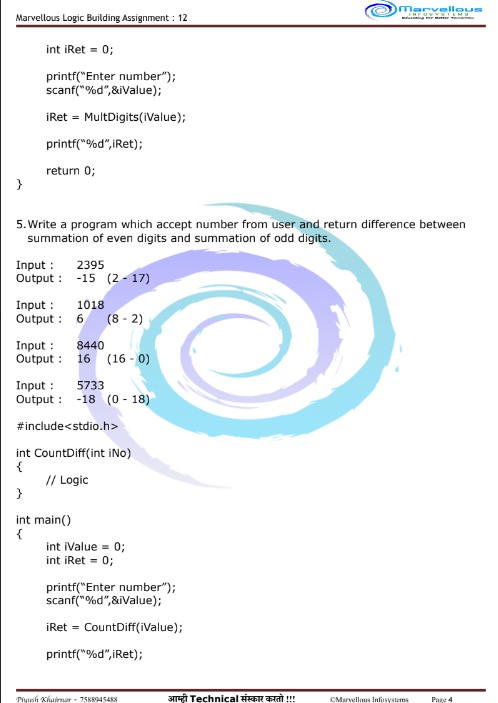 Marvellous Logic Building Assignment : 12
Marvellous
INFOSYSTEMS
Educating for Better Tomorrow
int iRet = 0;
printf("Enter number");
scanf("%d",&iValue);
iRet = MultDigits(iValue);
printf("%d",iRet);
return 0;
}
5.Write a program which accept number from user and return difference between
summation of even digits and summation of odd digits.
Input : 2395
Output : -15 (2 - 17)
Input : 1018
Output : 6 (8 - 2)
Input : 8440
Output : 16 (16 - 0)
Input : 5733
Output : -18 (0 - 18)
#include<stdio.h>
int CountDiff(int iNo)
{
// Logic
}
int main()
{
int iValue = 0;
int iRet = 0;
printf("Enter number");
scanf("%d",&iValue);
iRet = CountDiff(iValue);
printf("%d",iRet);
Piyush Khairnar - 7588945488 आम्ही Technical संस्कार करतो !!! ©Marvellous Infosystems Page 4